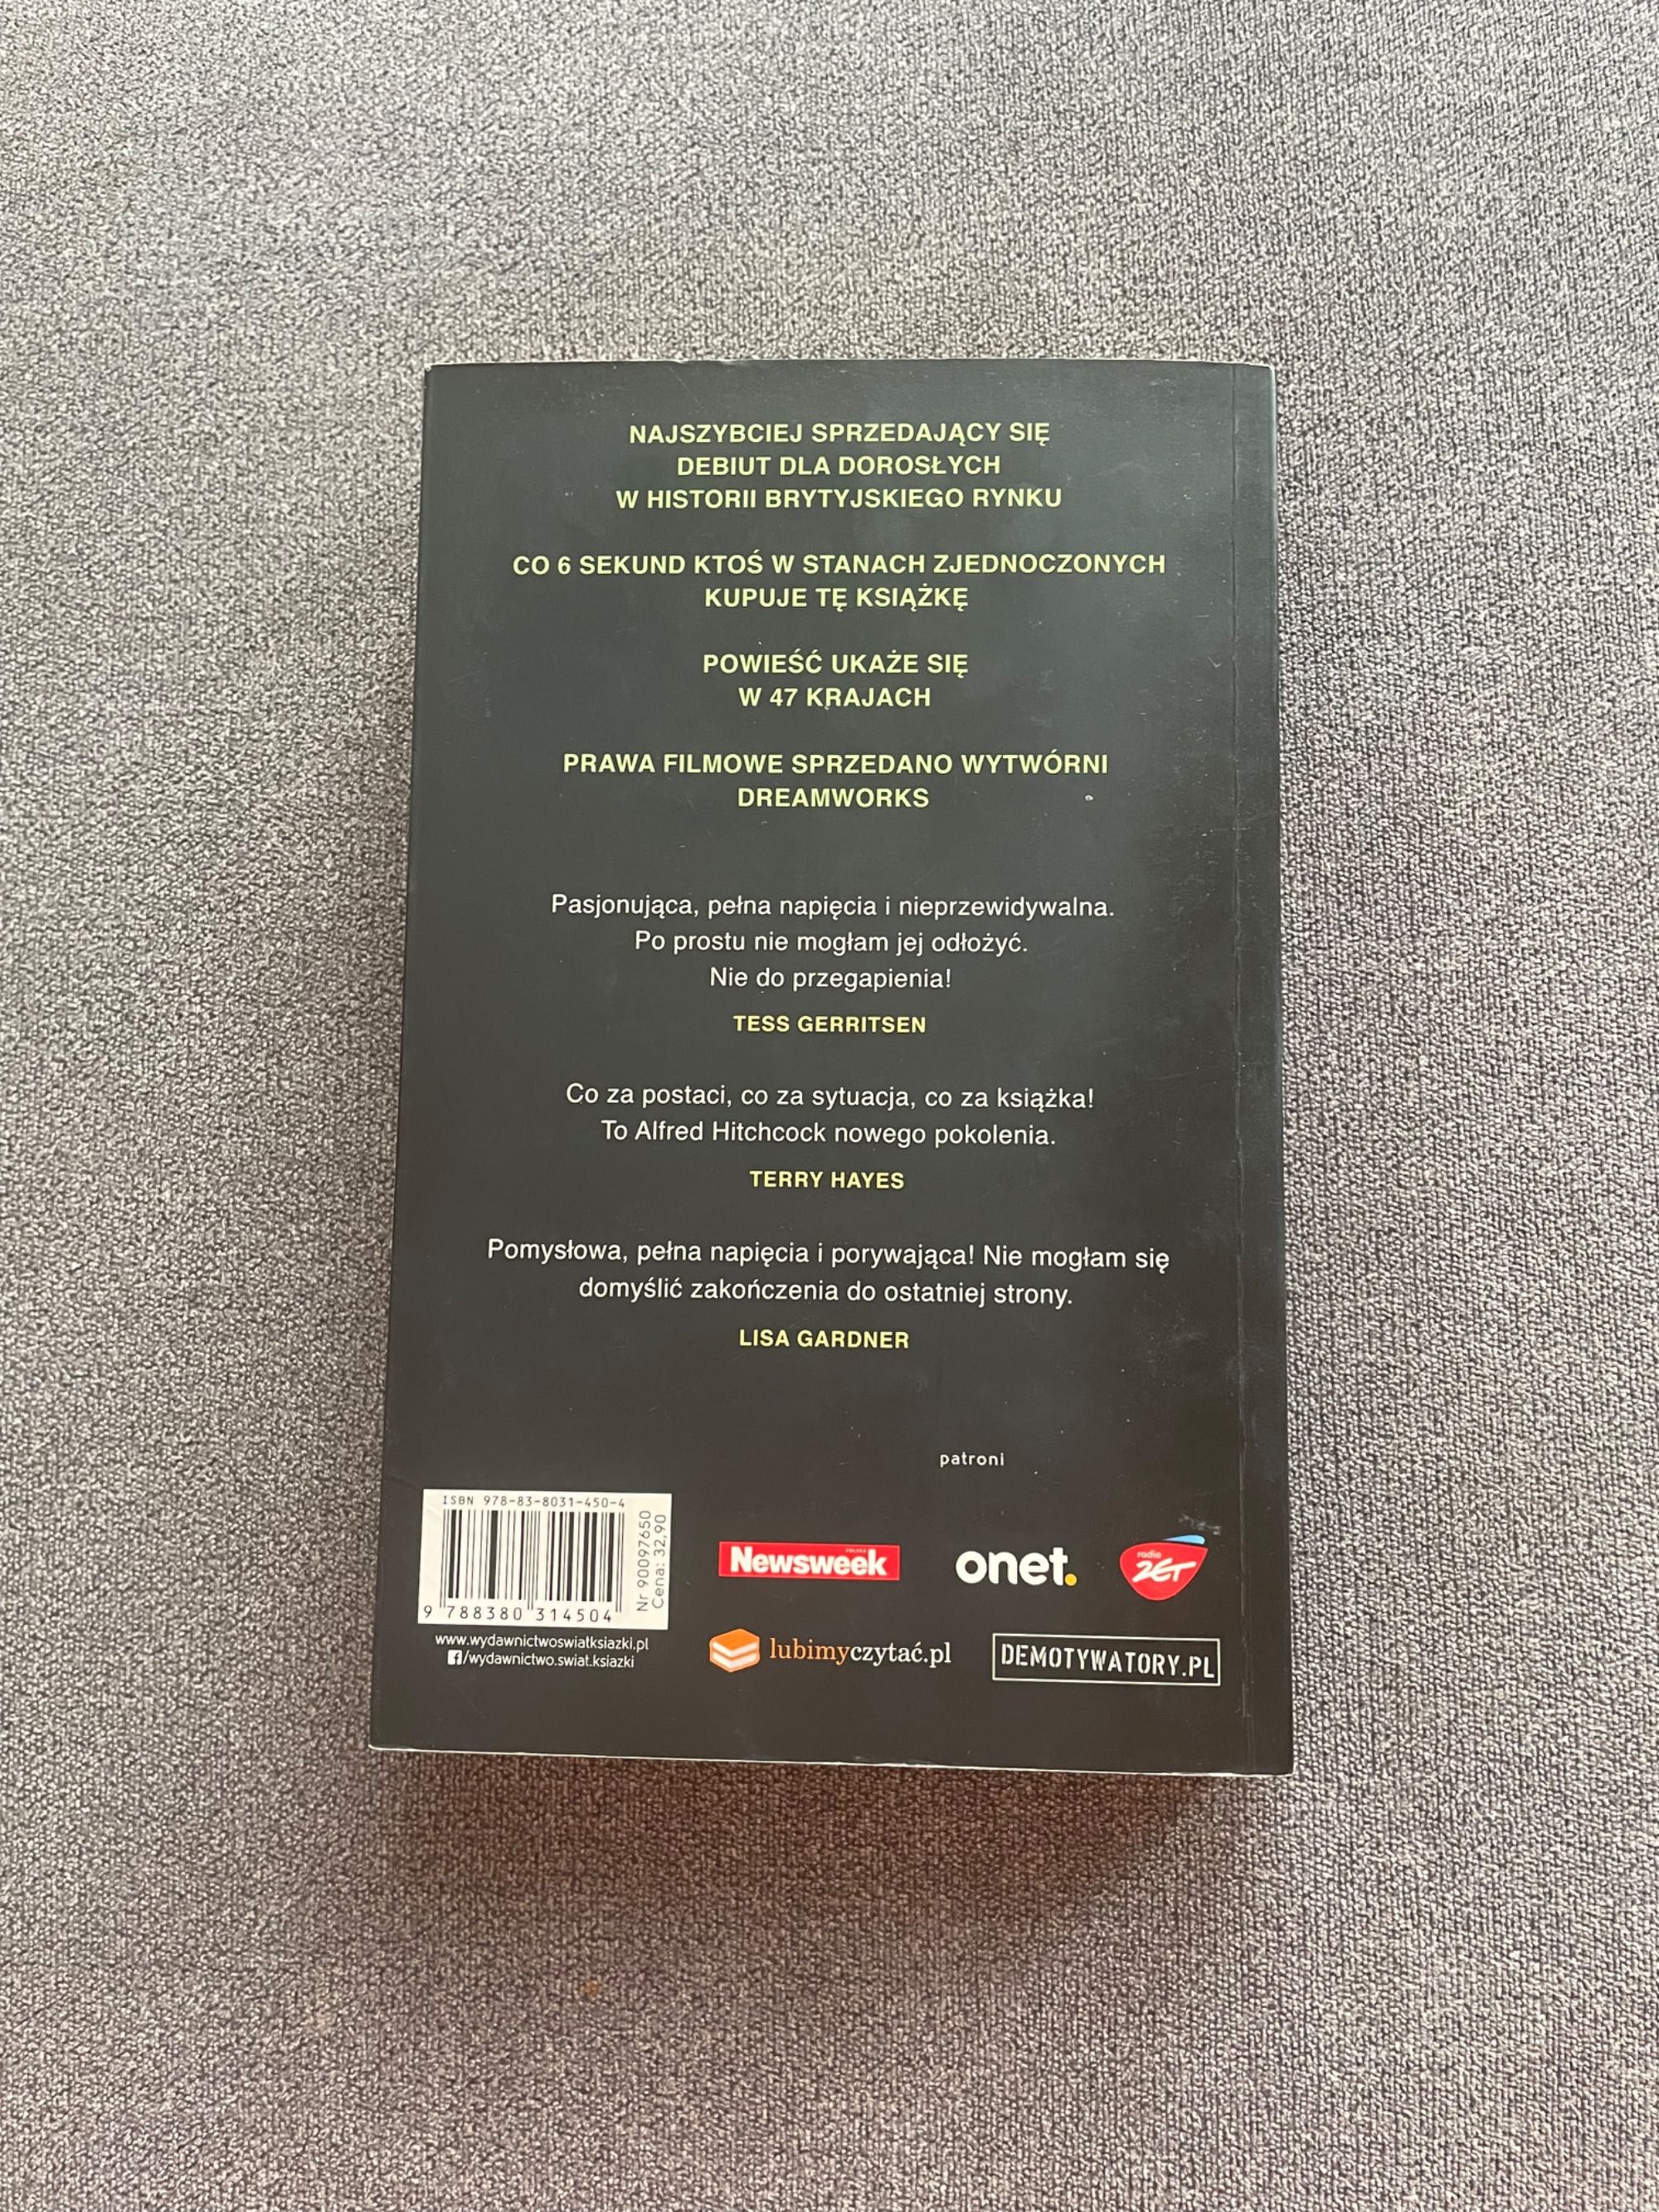 NAJSZYBCIEJ SPRZEDAJĄCY SIĘ
DEBIUT DLA DOROSŁYCH
W HISTORII BRYTYJSKIEGO RYNKU
CO 6 SEKUND KTOŚ W STANACH ZJEDNOCZONYCH
KUPUJE TĘ KSIĄŻKĘ
POWIEŚĆ UKAŻE SIĘ
W 47 KRAJACH
PRAWA FILMOWE SPRZEDANO WYTWÓRNI
DREAMWORKS
Pasjonująca, pełna napięcia i nieprzewidywalna.
Po prostu nie mogłam jej odłożyć.
Nie do przegapienia!
TESS GERRITSEN
Co za postaci, co za sytuacja, co za książka!
To Alfred Hitchcock nowego pokolenia.
TERRY HAYES
Pomysłowa, pełna napięcia i porywająca! Nie mogłam się
domyślić zakończenia do ostatniej strony.
LISA GARDNER
patroni
ISBN 978-83-8031-450-4
9 788380 314504
Nr 90097650
Cena: 32,90
www.wydawnictwoswiatksiazki.pl
/wydawnictwo.swiat.ksiazki
Newsweek
onet.
radio
ZET
lubimyczytać.pl
DEMOTYWATORY.PL